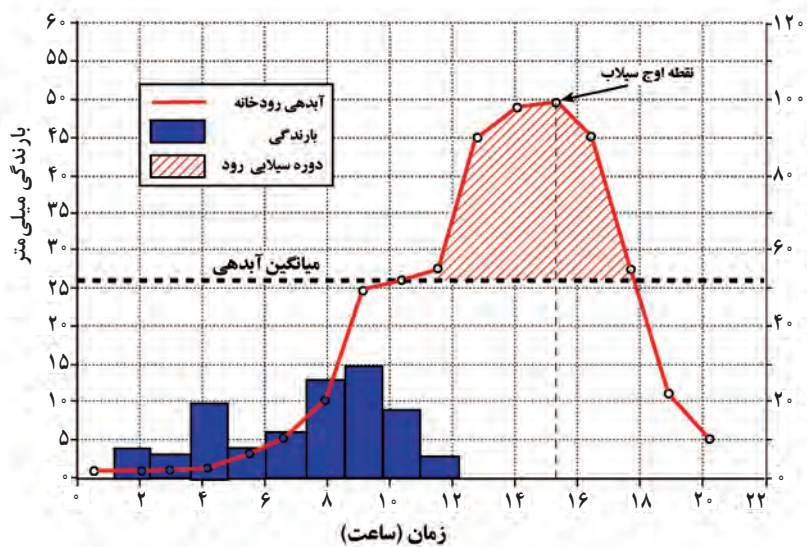 نقطه اوج سیلاب
آبدهی رودخانه
بارندگی
دوره سیلابی رود
میانگین آبدهی
بارندگی میلی‌متر
۶۰
۵۵
۵۰
۴۵
۴۰
۳۵
۳۰
۲۵
۲۰
۱۵
۱۰
۵
۰
۱۲۰
۱۰۰
۸۰
۶۰
۴۰
۲۰
۰
۰ ۲ ۴ ۶ ۸ ۱۰ ۱۲ ۱۴ ۱۶ ۱۸ ۲۰ ۲۲
زمان (ساعت)